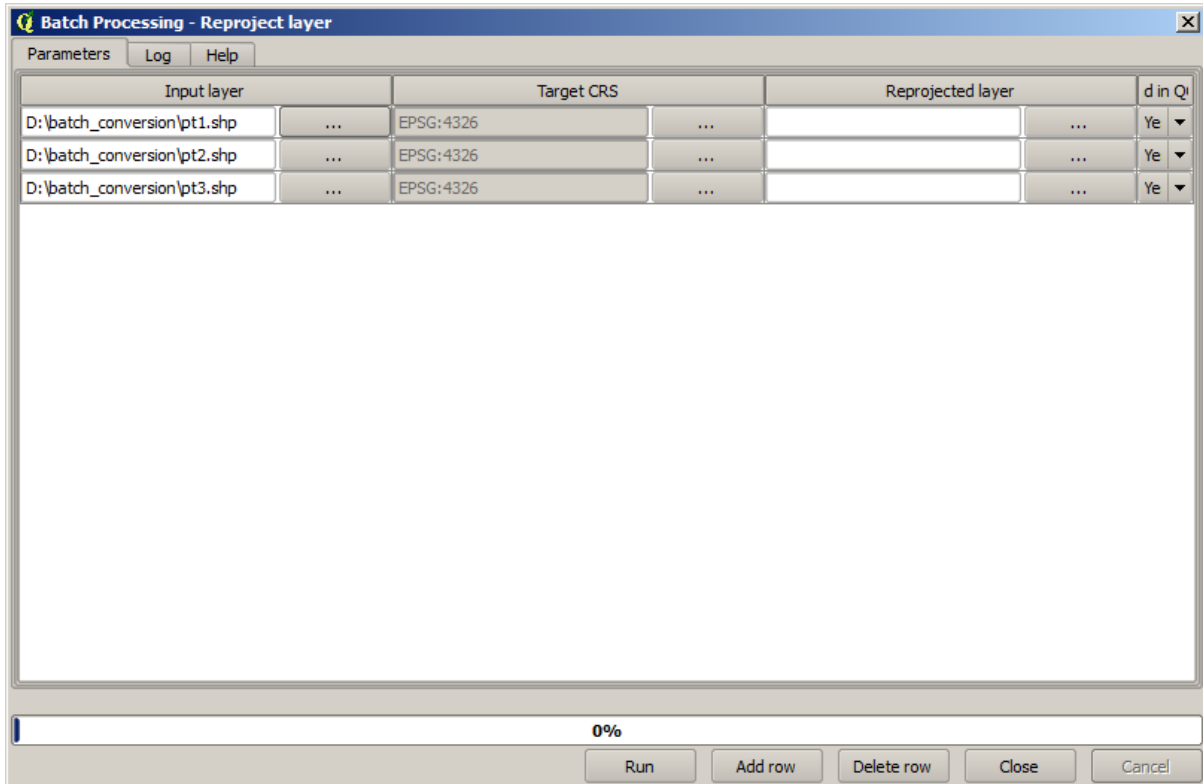 Batch Processing - Reproject layer
Parameters Log Help
Input layer Target CRS Reprojected layer d in Q
D:\batch_conversion\pt1.shp ... EPSG:4326 ... ... Ye
D:\batch_conversion\pt2.shp ... EPSG:4326 ... ... Ye
D:\batch_conversion\pt3.shp ... EPSG:4326 ... ... Ye
0%
Run Add row Delete row Close Cancel